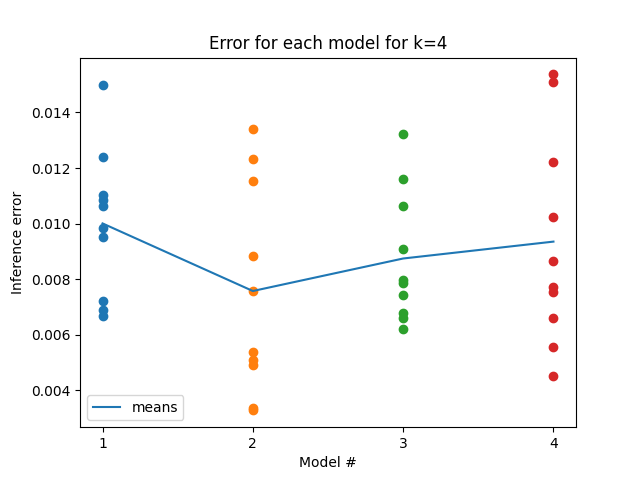 Error for each model for k=4
Inference error
0.014
0.012
0.010
0.008
0.006
0.004
means
1 2 3 4
Model #